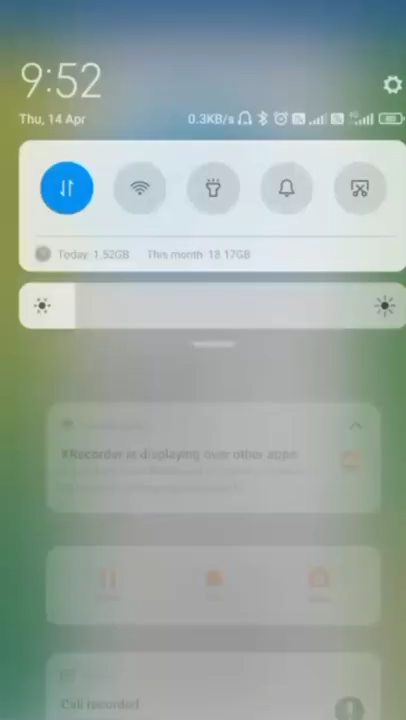 9:52
Thu, 14 Apr
0.3KB/s
Today: 1.52GB This month: 18.17GB
XRecorder is displaying over other apps
Call recorded